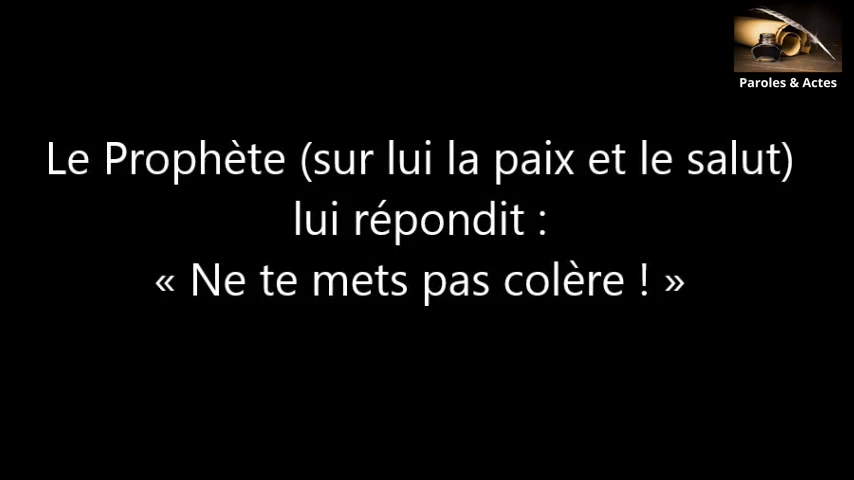 Paroles & Actes
Le Prophète (sur lui la paix et le salut)
lui répondit :
« Ne te mets pas colère ! »